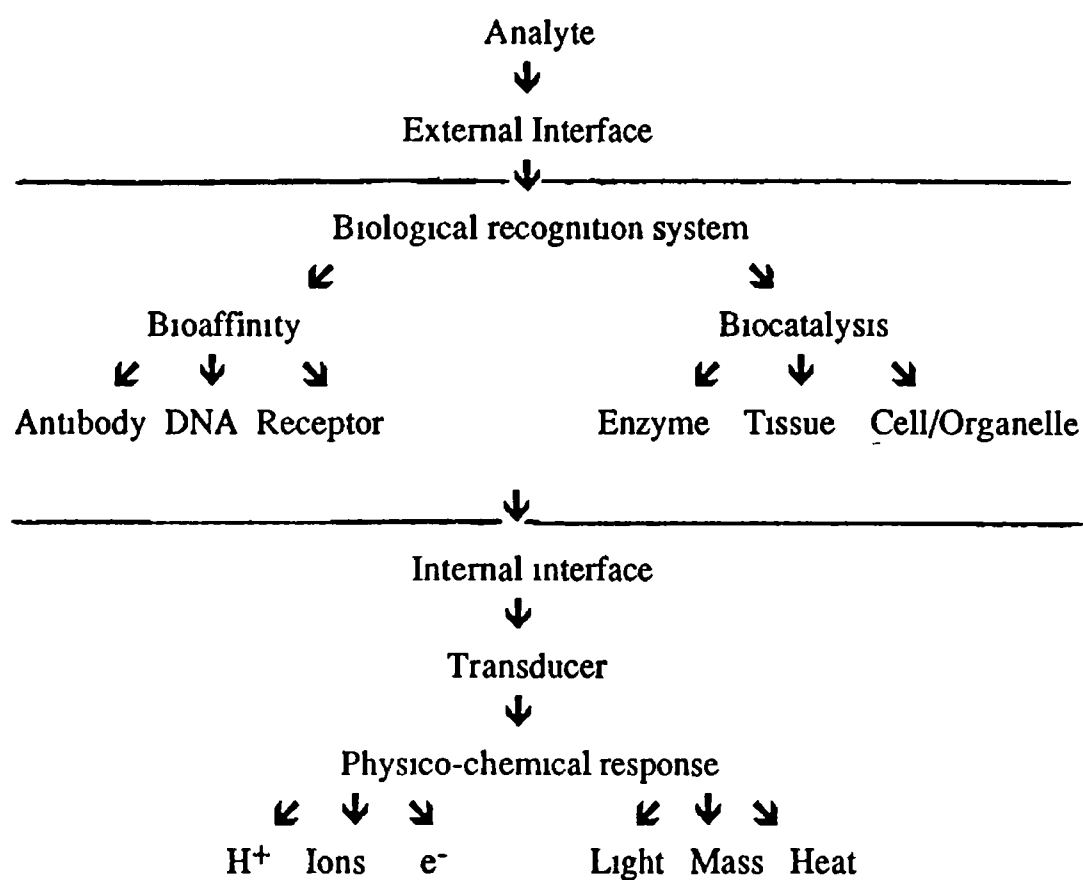 Analyte
External Interface
Biological recognition system
Bioaffinity Biocatalysis
Antibody DNA Receptor Enzyme Tissue Cell/Organelle
Internal interface
Transducer
Physico-chemical response
H⁺ Ions e⁻ Light Mass Heat